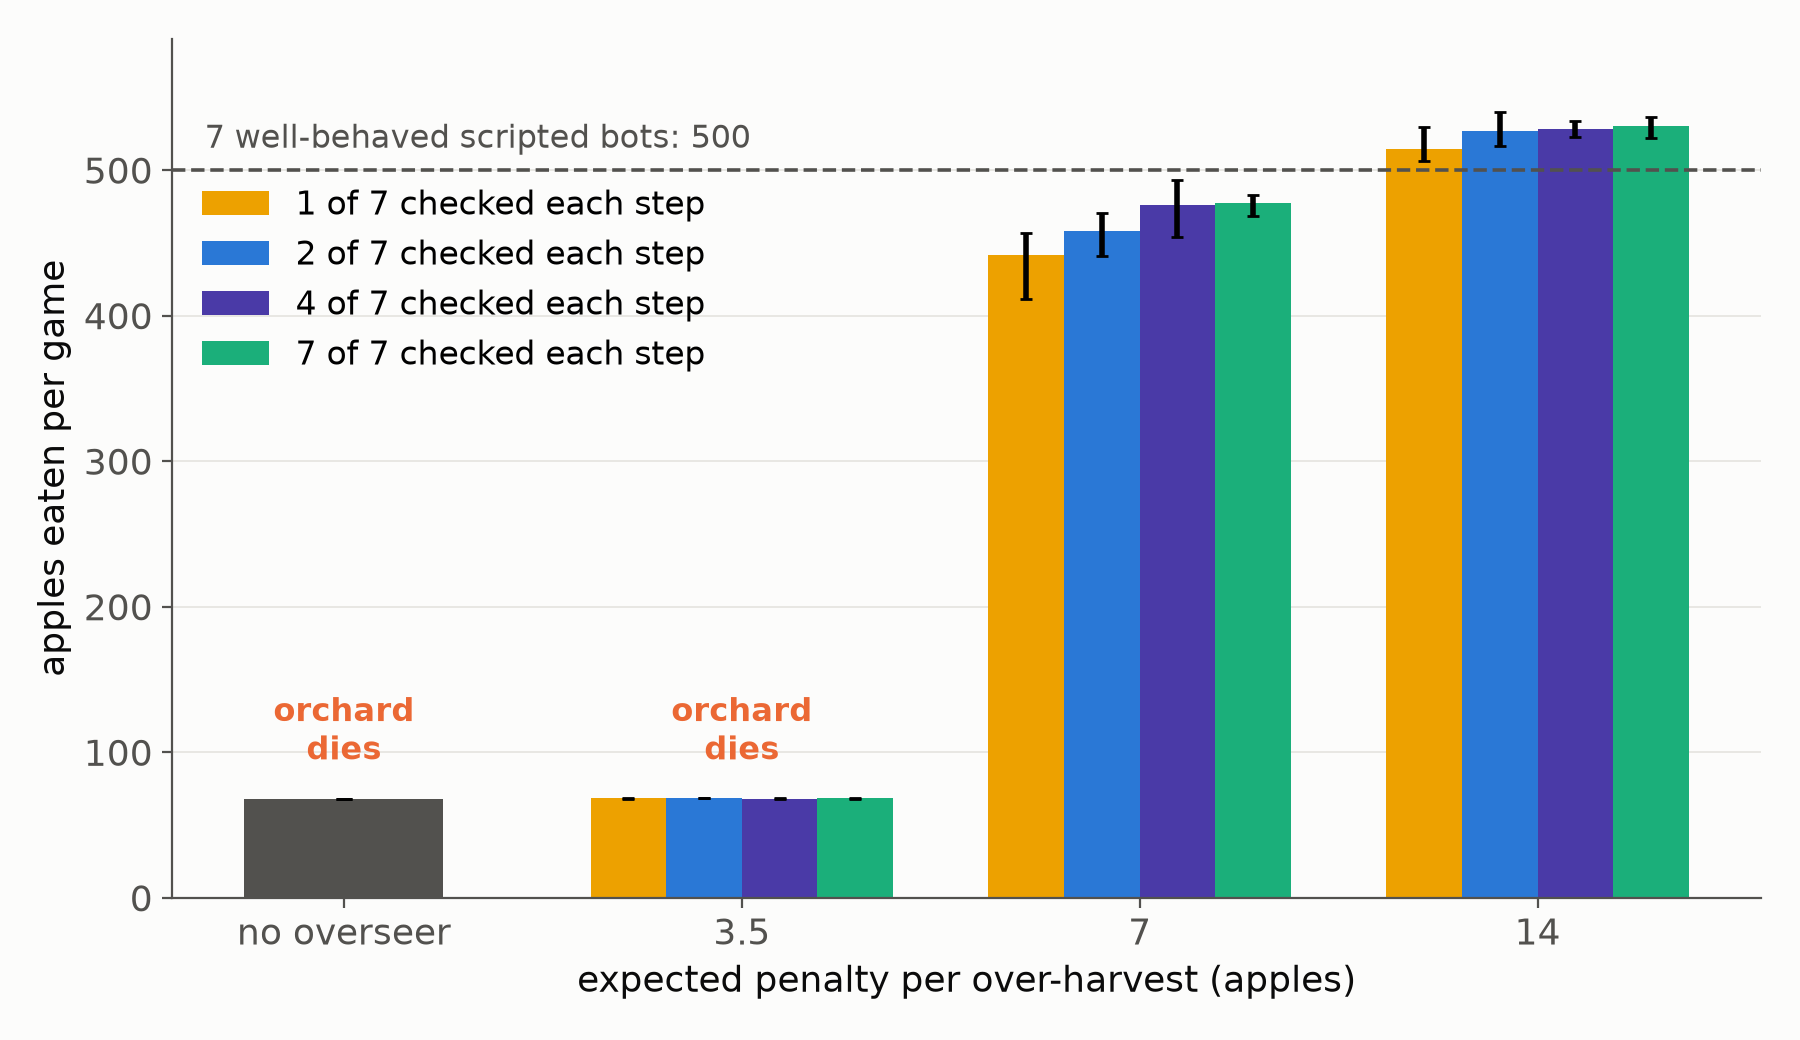 7 well-behaved scripted bots: 500
1 of 7 checked each step
2 of 7 checked each step
4 of 7 checked each step
7 of 7 checked each step
apples eaten per game
500
400
300
200
100
0
orchard
dies
orchard
dies
no overseer
3.5
7
14
expected penalty per over-harvest (apples)